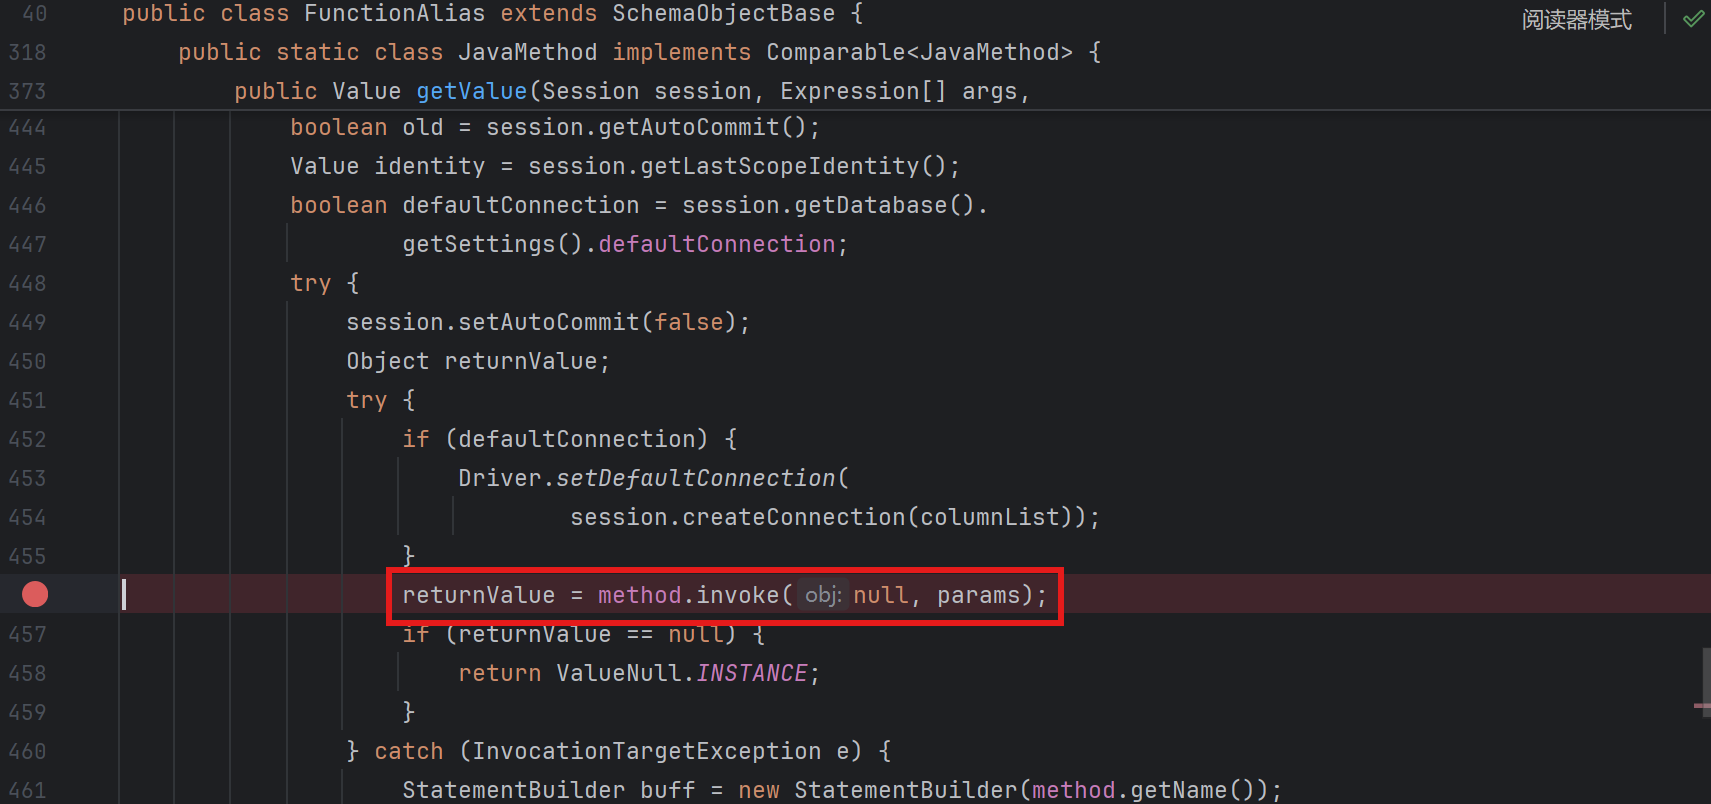 40 public class FunctionAlias extends SchemaObjectBase {
阅读器模式
318 public static class JavaMethod implements Comparable<JavaMethod> {
373 public Value getValue(Session session, Expression[] args,
444 boolean old = session.getAutoCommit();
445 Value identity = session.getLastScopeIdentity();
446 boolean defaultConnection = session.getDatabase().
447 getSettings().defaultConnection;
448 try {
449 session.setAutoCommit(false);
450 Object returnValue;
451 try {
452 if (defaultConnection) {
453 Driver.setDefaultConnection(
454 session.createConnection(columnList));
455 }
returnValue = method.invoke( obj: null, params);
457 if (returnValue == null) {
458 return ValueNull.INSTANCE;
459 }
460 } catch (InvocationTargetException e) {
461 StatementBuilder buff = new StatementBuilder(method.getName());